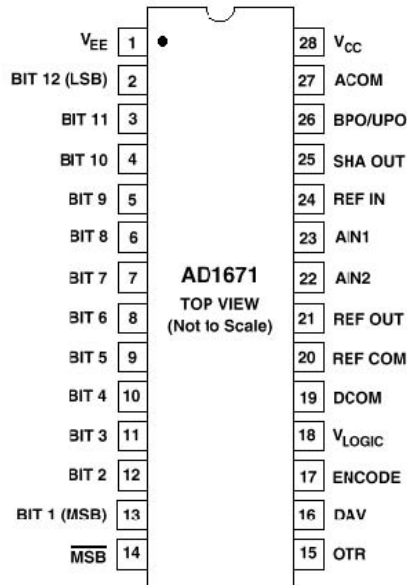 V_EE 1 28 V_CC
BIT 12 (LSB) 2 27 ACOM
BIT 11 3 26 BPO/UPO
BIT 10 4 25 SHA OUT
BIT 9 5 24 REF IN
BIT 8 6 23 AIN1
BIT 7 7 22 AIN2
AD1671
TOP VIEW
(Not to Scale)
BIT 6 8 21 REF OUT
BIT 5 9 20 REF COM
BIT 4 10 19 DCOM
BIT 3 11 18 V_LOGIC
BIT 2 12 17 ENCODE
BIT 1 (MSB) 13 16 DAV
M̅S̅B̅ 14 15 OTR